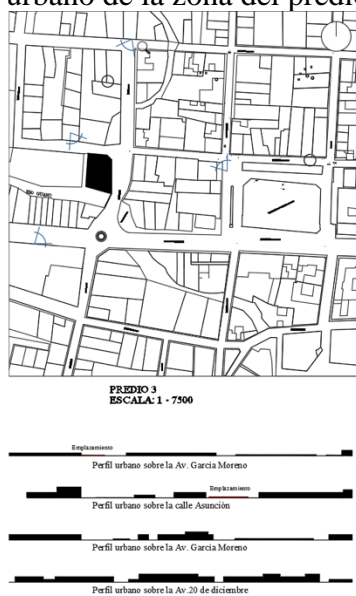 urbano de la zona del predio
PREDIO 3
ESCALA: 1 - 7500
Emplazamiento
Perfil urbano sobre la Av. García Moreno
Emplazamiento
Perfil urbano sobre la calle Asunción
Perfil urbano sobre la Av. García Moreno
Perfil urbano sobre la Av.20 de diciembre